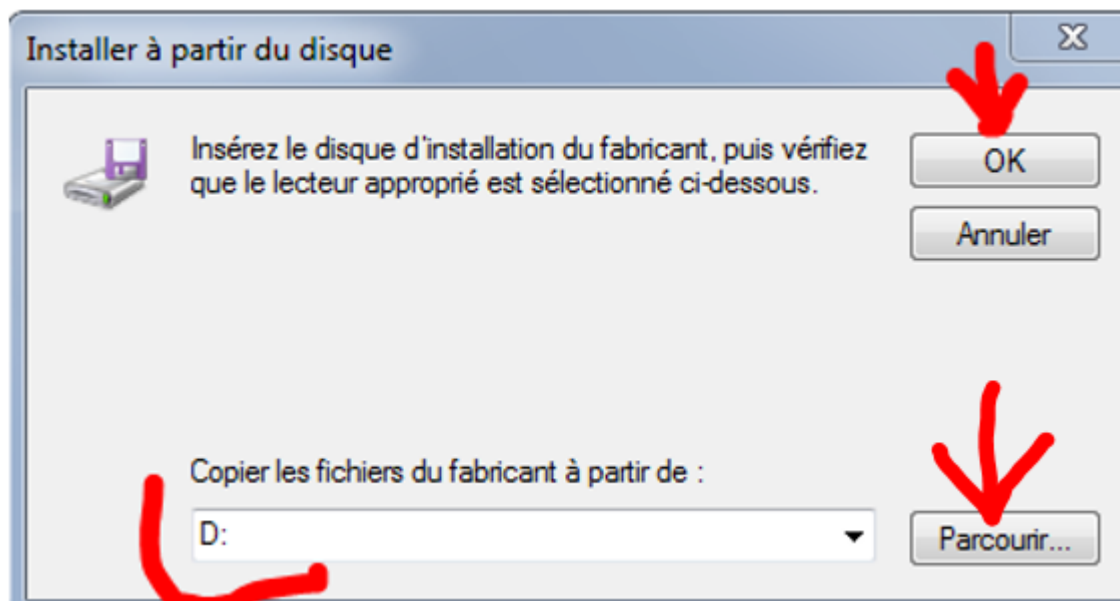 Installer à partir du disque
Insérez le disque d'installation du fabricant, puis vérifiez
que le lecteur approprié est sélectionné ci-dessous.
OK
Annuler
Copier les fichiers du fabricant à partir de :
D:
Parcourir...